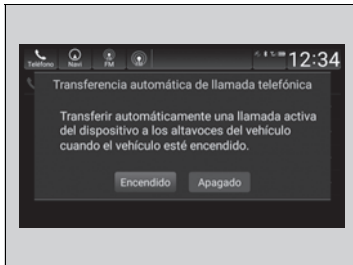 Teléfono Navi FM 12:34
Transferencia automática de llamada telefónica
Transferir automáticamente una llamada activa
del dispositivo a los altavoces del vehículo
cuando el vehículo esté encendido.
Encendido Apagado